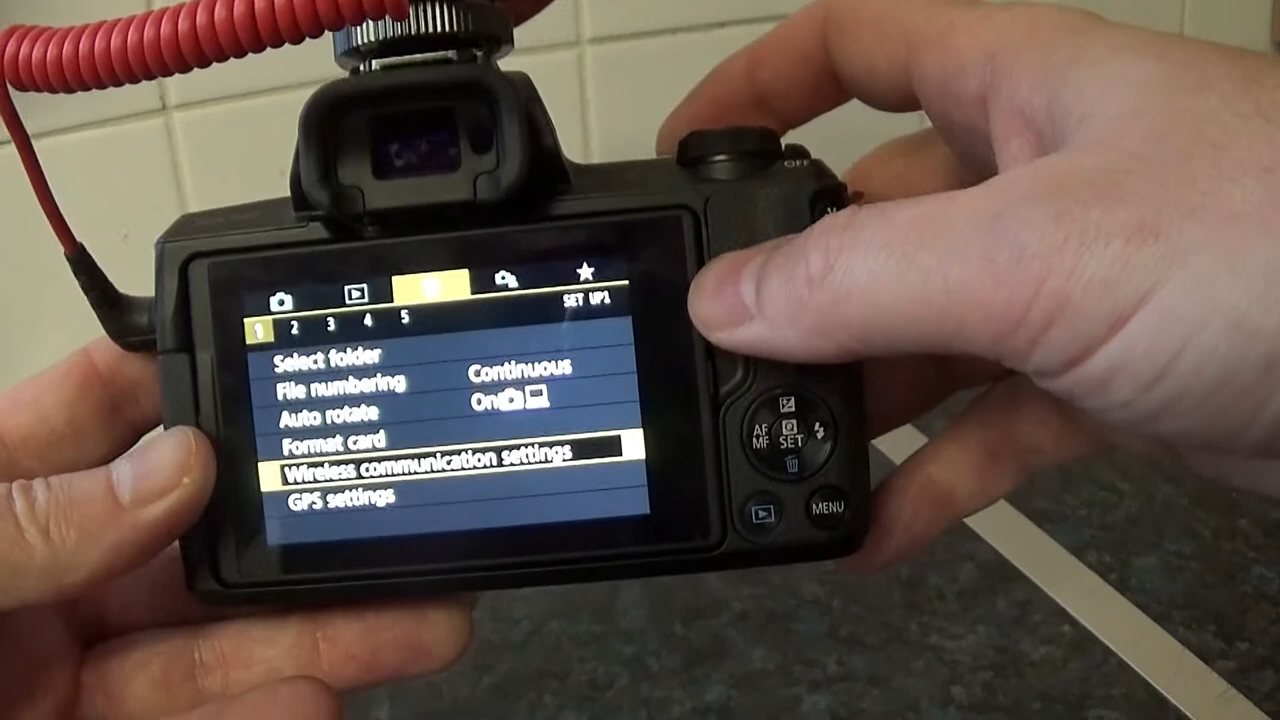 OFF
SET UP1
1 2 3 4 5
Select folder
File numbering Continuous
Auto rotate On
Format card
Wireless communication settings
GPS settings
AF
MF
SET
MENU